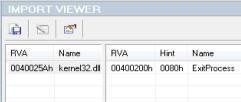 IMPORT VIEWER
RVA Name RVA Hint Name
0040025Ah kernel32.dll 00400200h 0080h ExitProcess